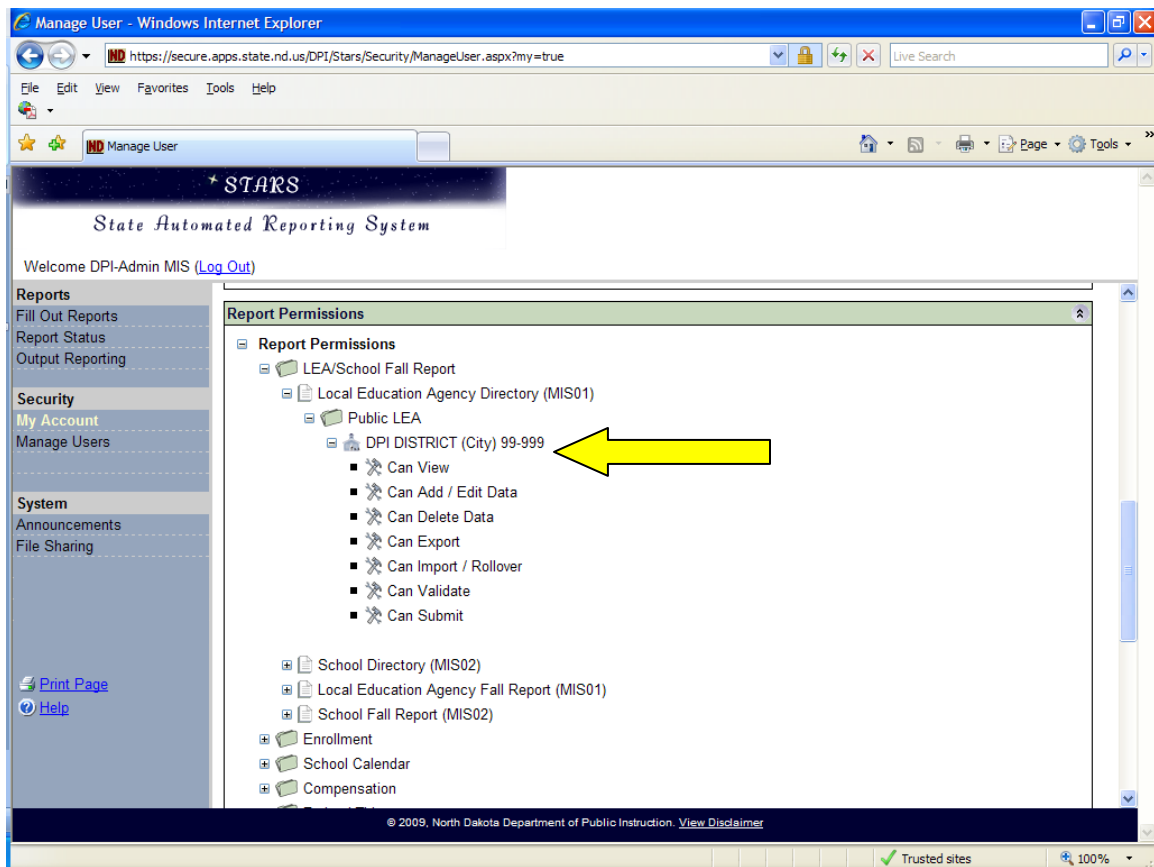 Manage User - Windows Internet Explorer
ND https://secure.apps.state.nd.us/DPI/Stars/Security/ManageUser.aspx?my=true Live Search
File Edit View Favorites Tools Help
ND Manage User Page Tools
STARS
State Automated Reporting System
Welcome DPI-Admin MIS (Log Out)
Reports
Fill Out Reports
Report Status
Output Reporting
Security
My Account
Manage Users
System
Announcements
File Sharing
Print Page
Help
Report Permissions
Report Permissions
LEA/School Fall Report
Local Education Agency Directory (MIS01)
Public LEA
DPI DISTRICT (City) 99-999
Can View
Can Add / Edit Data
Can Delete Data
Can Export
Can Import / Rollover
Can Validate
Can Submit
School Directory (MIS02)
Local Education Agency Fall Report (MIS01)
School Fall Report (MIS02)
Enrollment
School Calendar
Compensation
© 2009, North Dakota Department of Public Instruction. View Disclaimer
Trusted sites 100%